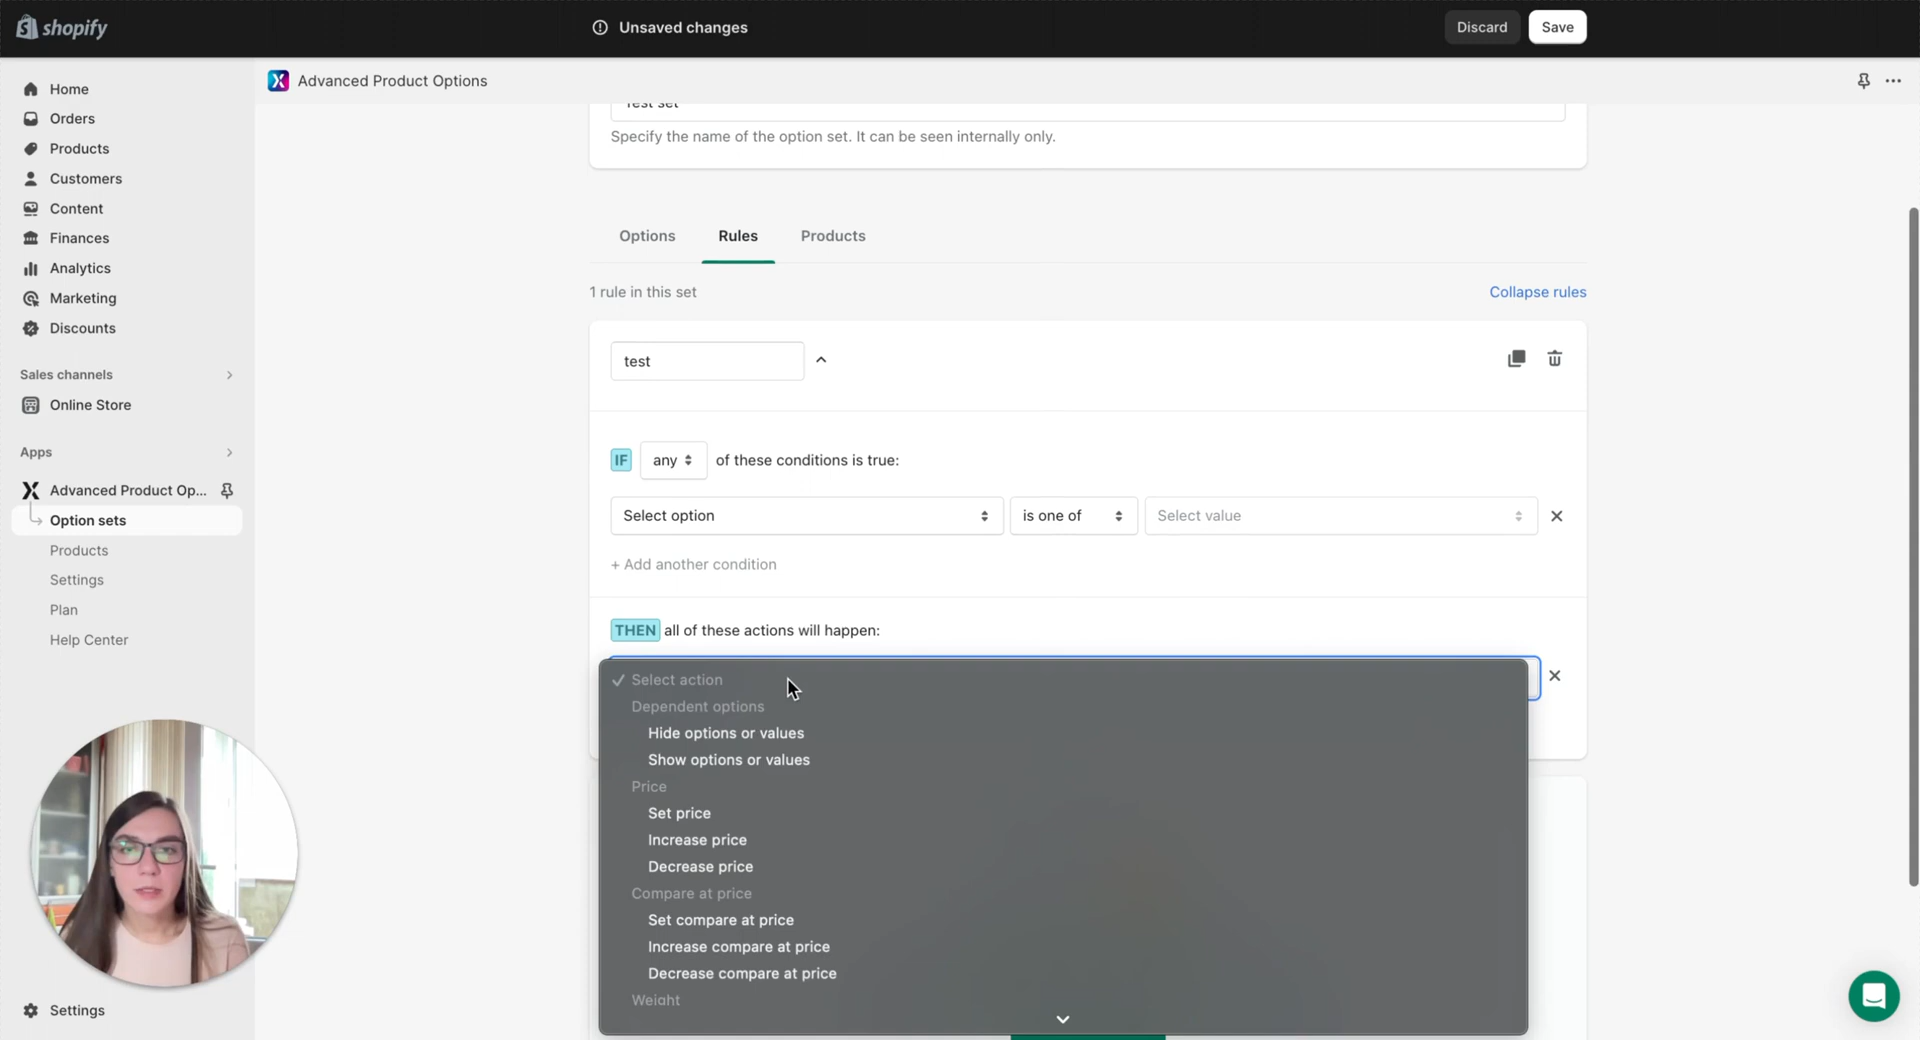 shopify
Unsaved changes
Discard
Save
Advanced Product Options
Home
Orders
Products
Customers
Content
Finances
Analytics
Marketing
Discounts
Sales channels
Online Store
Apps
Advanced Product Op...
Option sets
Products
Settings
Plan
Help Center
Settings
Test set
Specify the name of the option set. It can be seen internally only.
Options
Rules
Products
1 rule in this set
Collapse rules
test
IF any of these conditions is true:
Select option
is one of
Select value
+ Add another condition
THEN all of these actions will happen:
Select action
Dependent options
Hide options or values
Show options or values
Price
Set price
Increase price
Decrease price
Compare at price
Set compare at price
Increase compare at price
Decrease compare at price
Weight